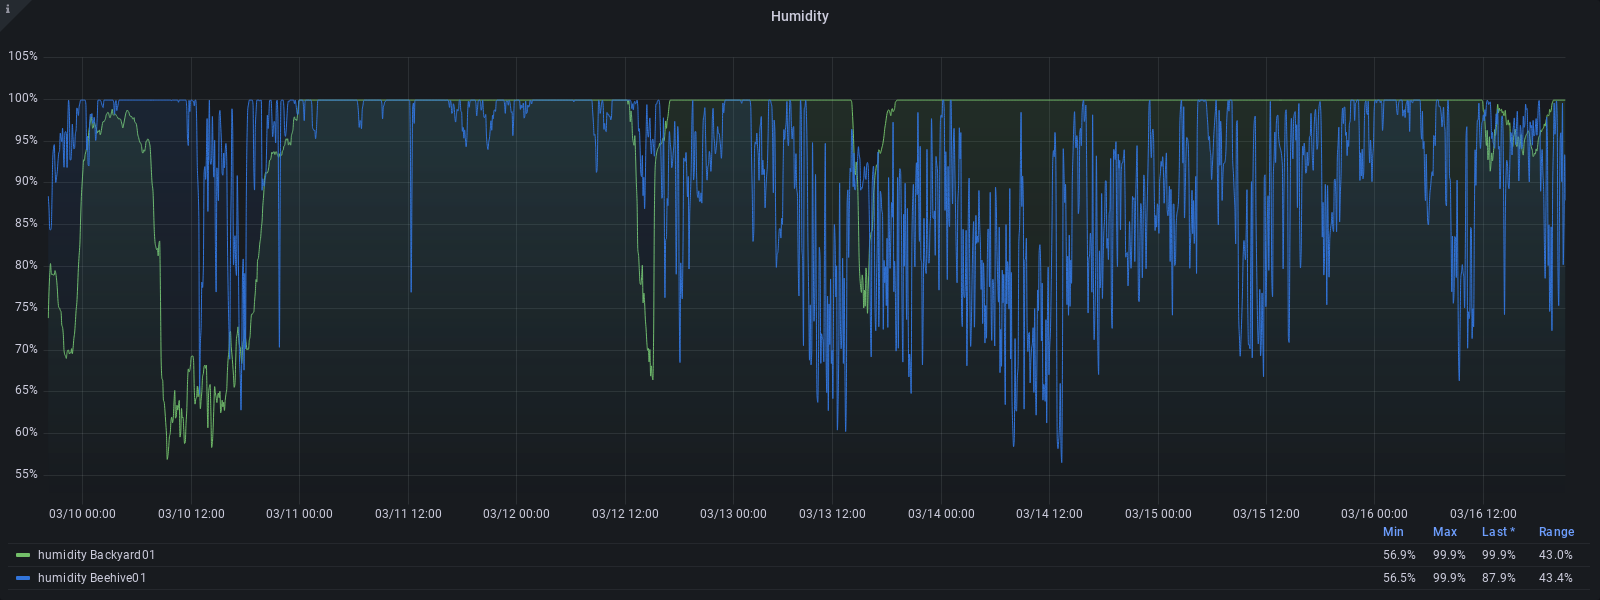 i
Humidity
105%
100%
95%
90%
85%
80%
75%
70%
65%
60%
55%
03/10 00:00 03/10 12:00 03/11 00:00 03/11 12:00 03/12 00:00 03/12 12:00 03/13 00:00 03/13 12:00 03/14 00:00 03/14 12:00 03/15 00:00 03/15 12:00 03/16 00:00 03/16 12:00
Min Max Last * Range
humidity Backyard01 56.9% 99.9% 99.9% 43.0%
humidity Beehive01 56.5% 99.9% 87.9% 43.4%